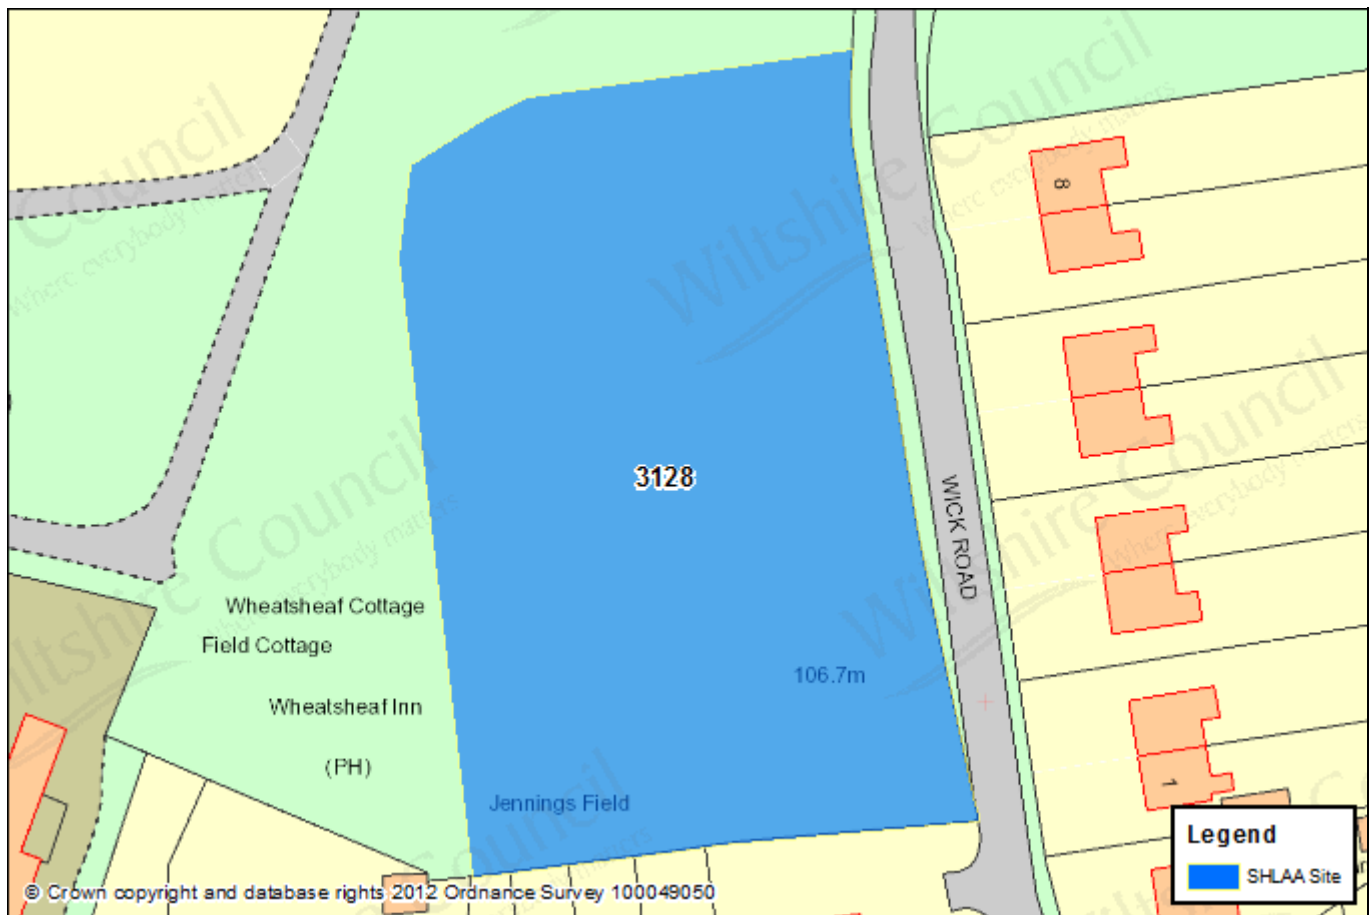 8
3128
WICK ROAD
Wheatsheaf Cottage
Field Cottage
106.7m
Wheatsheaf Inn
(PH)
1
Jennings Field
Legend
SHLAA Site
© Crown copyright and database rights 2012 Ordnance Survey 100049050
Wiltshire Council
Where everybody matters